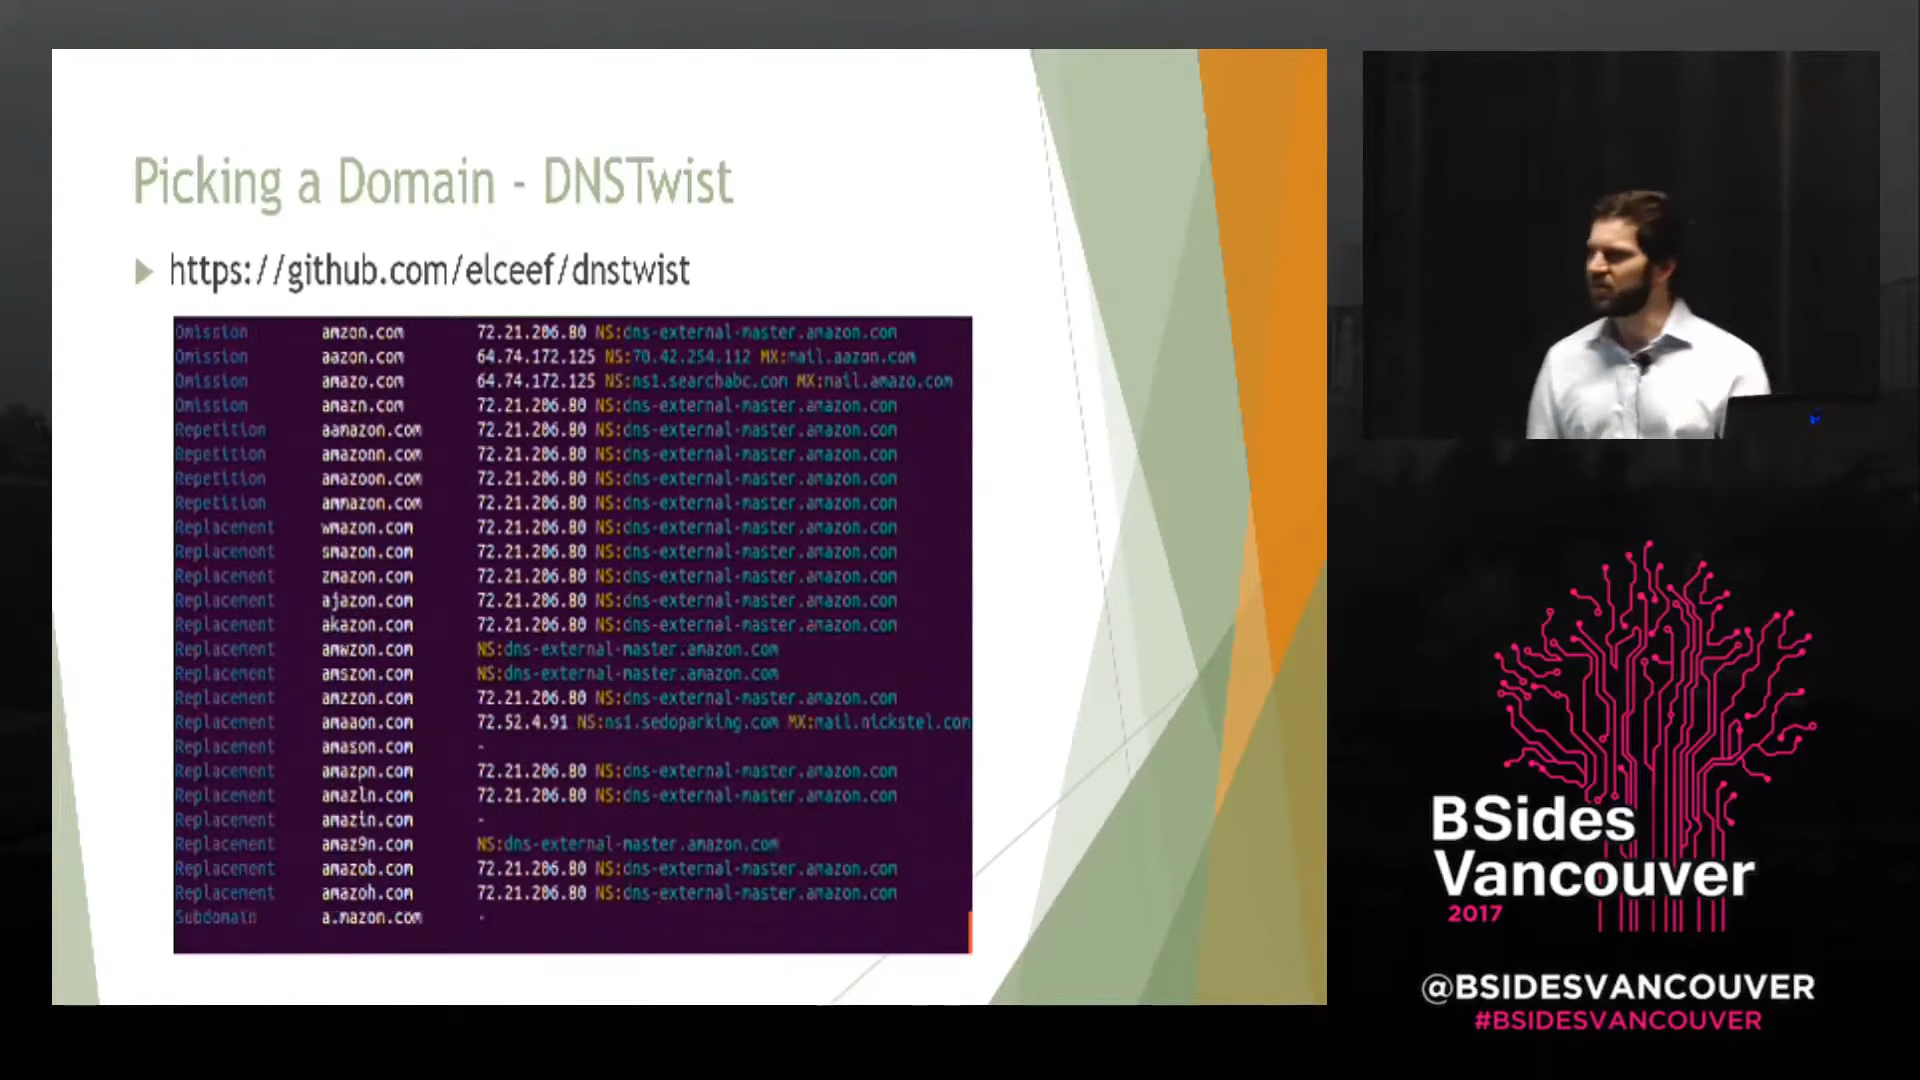 Picking a Domain - DNSTwist
https://github.com/elceef/dnstwist
Omission amzon.com 72.21.206.80 NS:dns-external-master.amazon.com
Omission aazon.com 64.74.172.125 NS:70.42.254.112 MX:mail.aazon.com
Omission amazo.com 64.74.172.125 NS:ns1.searchabc.com MX:mail.amazo.com
Omission amazn.com 72.21.206.80 NS:dns-external-master.amazon.com
Repetition aamazon.com 72.21.206.80 NS:dns-external-master.amazon.com
Repetition amazonn.com 72.21.206.80 NS:dns-external-master.amazon.com
Repetition amazoon.com 72.21.206.80 NS:dns-external-master.amazon.com
Repetition ammazon.com 72.21.206.80 NS:dns-external-master.amazon.com
Replacement wmazon.com 72.21.206.80 NS:dns-external-master.amazon.com
Replacement smazon.com 72.21.206.80 NS:dns-external-master.amazon.com
Replacement zmazon.com 72.21.206.80 NS:dns-external-master.amazon.com
Replacement ajazon.com 72.21.206.80 NS:dns-external-master.amazon.com
Replacement akazon.com 72.21.206.80 NS:dns-external-master.amazon.com
Replacement amwzon.com NS:dns-external-master.amazon.com
Replacement amszon.com NS:dns-external-master.amazon.com
Replacement amzzon.com 72.21.206.80 NS:dns-external-master.amazon.com
Replacement amaaon.com 72.52.4.91 NS:ns1.sedoparking.com MX:mail.nickstel.com
Replacement amason.com -
Replacement amazpn.com 72.21.206.80 NS:dns-external-master.amazon.com
Replacement amazln.com 72.21.206.80 NS:dns-external-master.amazon.com
Replacement amazin.com -
Replacement amaz9n.com NS:dns-external-master.amazon.com
Replacement amazob.com 72.21.206.80 NS:dns-external-master.amazon.com
Replacement amazoh.com 72.21.206.80 NS:dns-external-master.amazon.com
Subdomain a.mazon.com -
BSides
Vancouver
2017
@BSIDESVANCOUVER
#BSIDESVANCOUVER